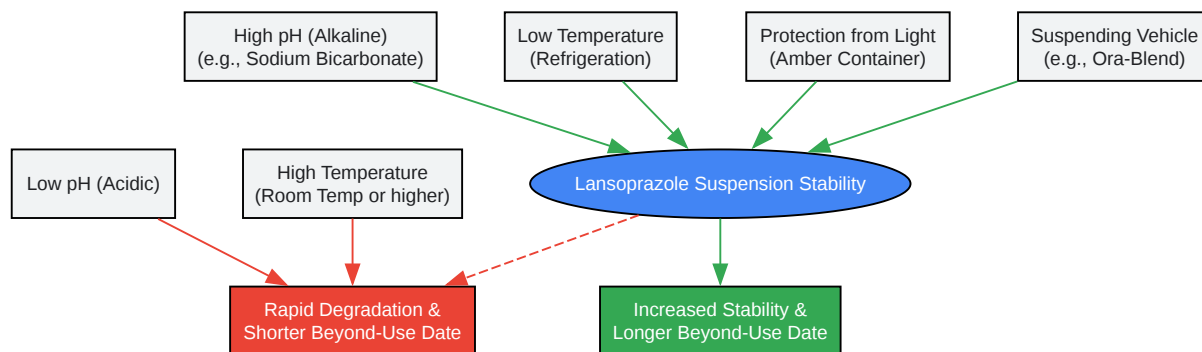 High pH (Alkaline)
(e.g., Sodium Bicarbonate)
Low Temperature
(Refrigeration)
Protection from Light
(Amber Container)
Suspending Vehicle
(e.g., Ora-Blend)
Low pH (Acidic)
High Temperature
(Room Temp or higher)
Lansoprazole Suspension Stability
Rapid Degradation &
Shorter Beyond-Use Date
Increased Stability &
Longer Beyond-Use Date